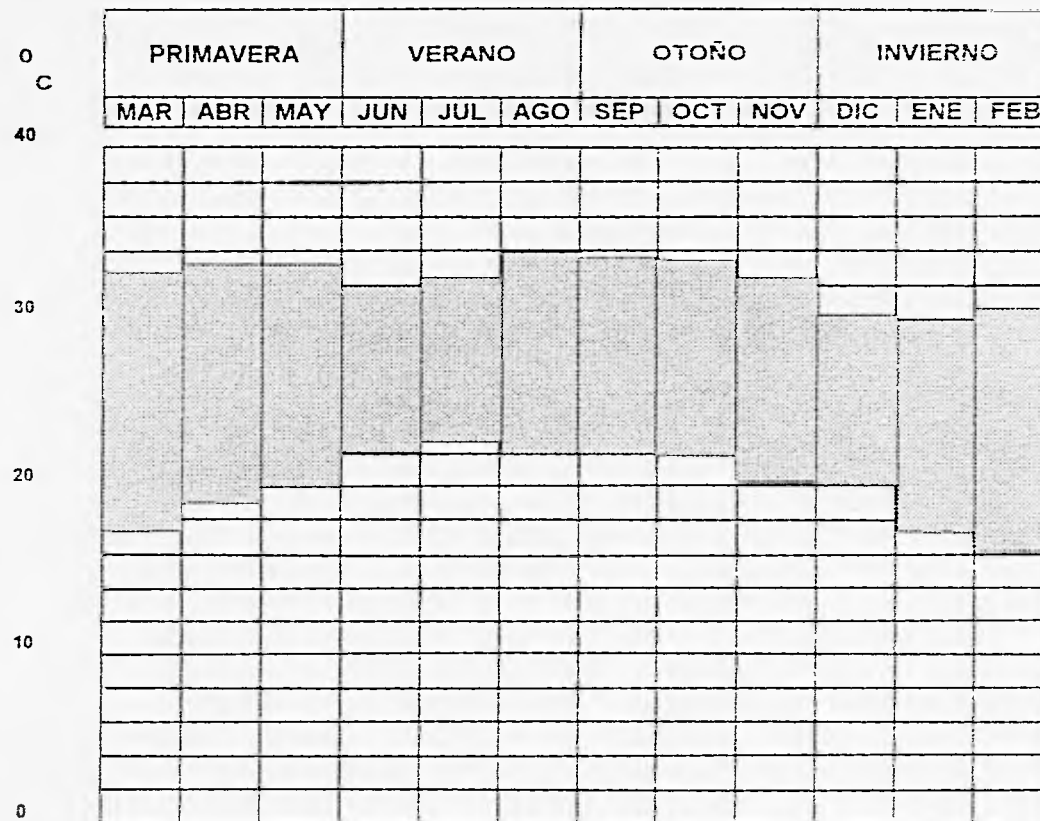 O
C
PRIMAVERA VERANO OTOÑO INVIERNO
MAR ABR MAY JUN JUL AGO SEP OCT NOV DIC ENE FEB
40
30
20
10
0